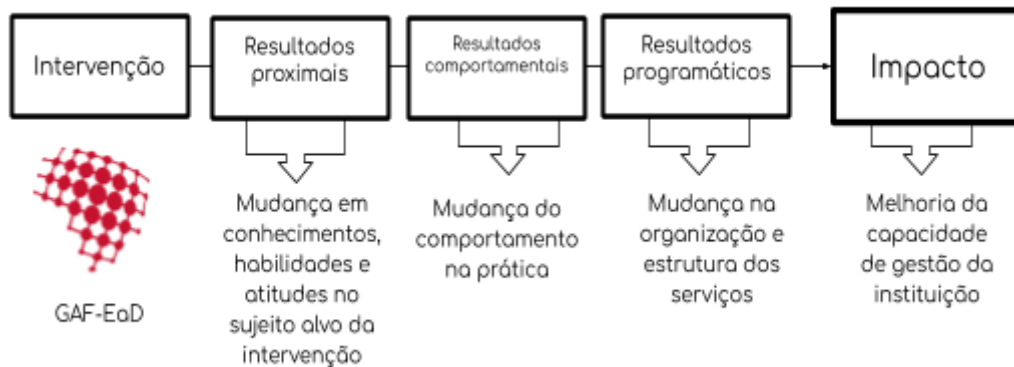 Intervenção
Resultados
proximais
Resultados
comportamentais
Resultados
programáticos
Impacto
GAF-EaD
Mudança em
conhecimentos,
habilidades e
atitudes no
sujeito alvo da
intervenção
Mudança do
comportamento
na prática
Mudança na
organização e
estrutura dos
serviços
Melhoria da
capacidade
de gestão da
instituição